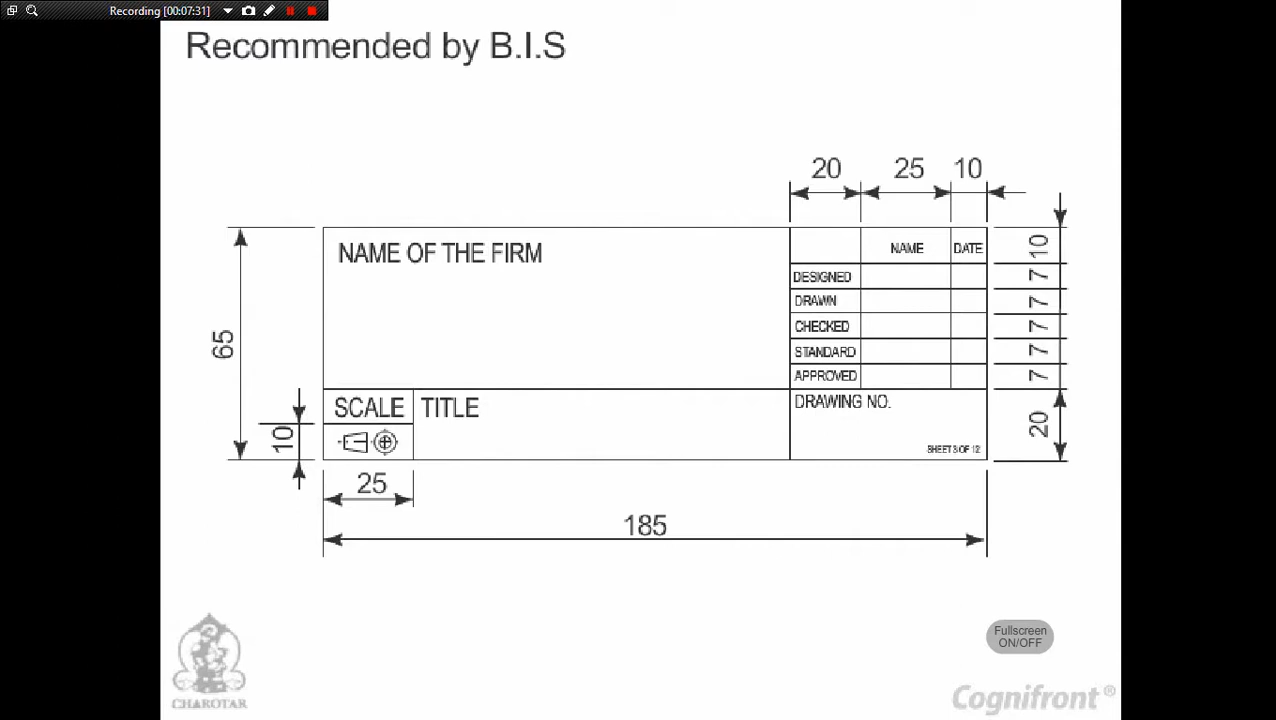 Recording [00:07:31]
Recommended by B.I.S
20 25 10
NAME OF THE FIRM
NAME DATE
10
DESIGNED
7
DRAWN
7
CHECKED
7
STANDARD
7
APPROVED
7
65
SCALE TITLE
DRAWING NO.
20
10
SHEET 3 OF 12
25
185
Fullscreen
ON/OFF
CHAROTAR
Cognifront ®